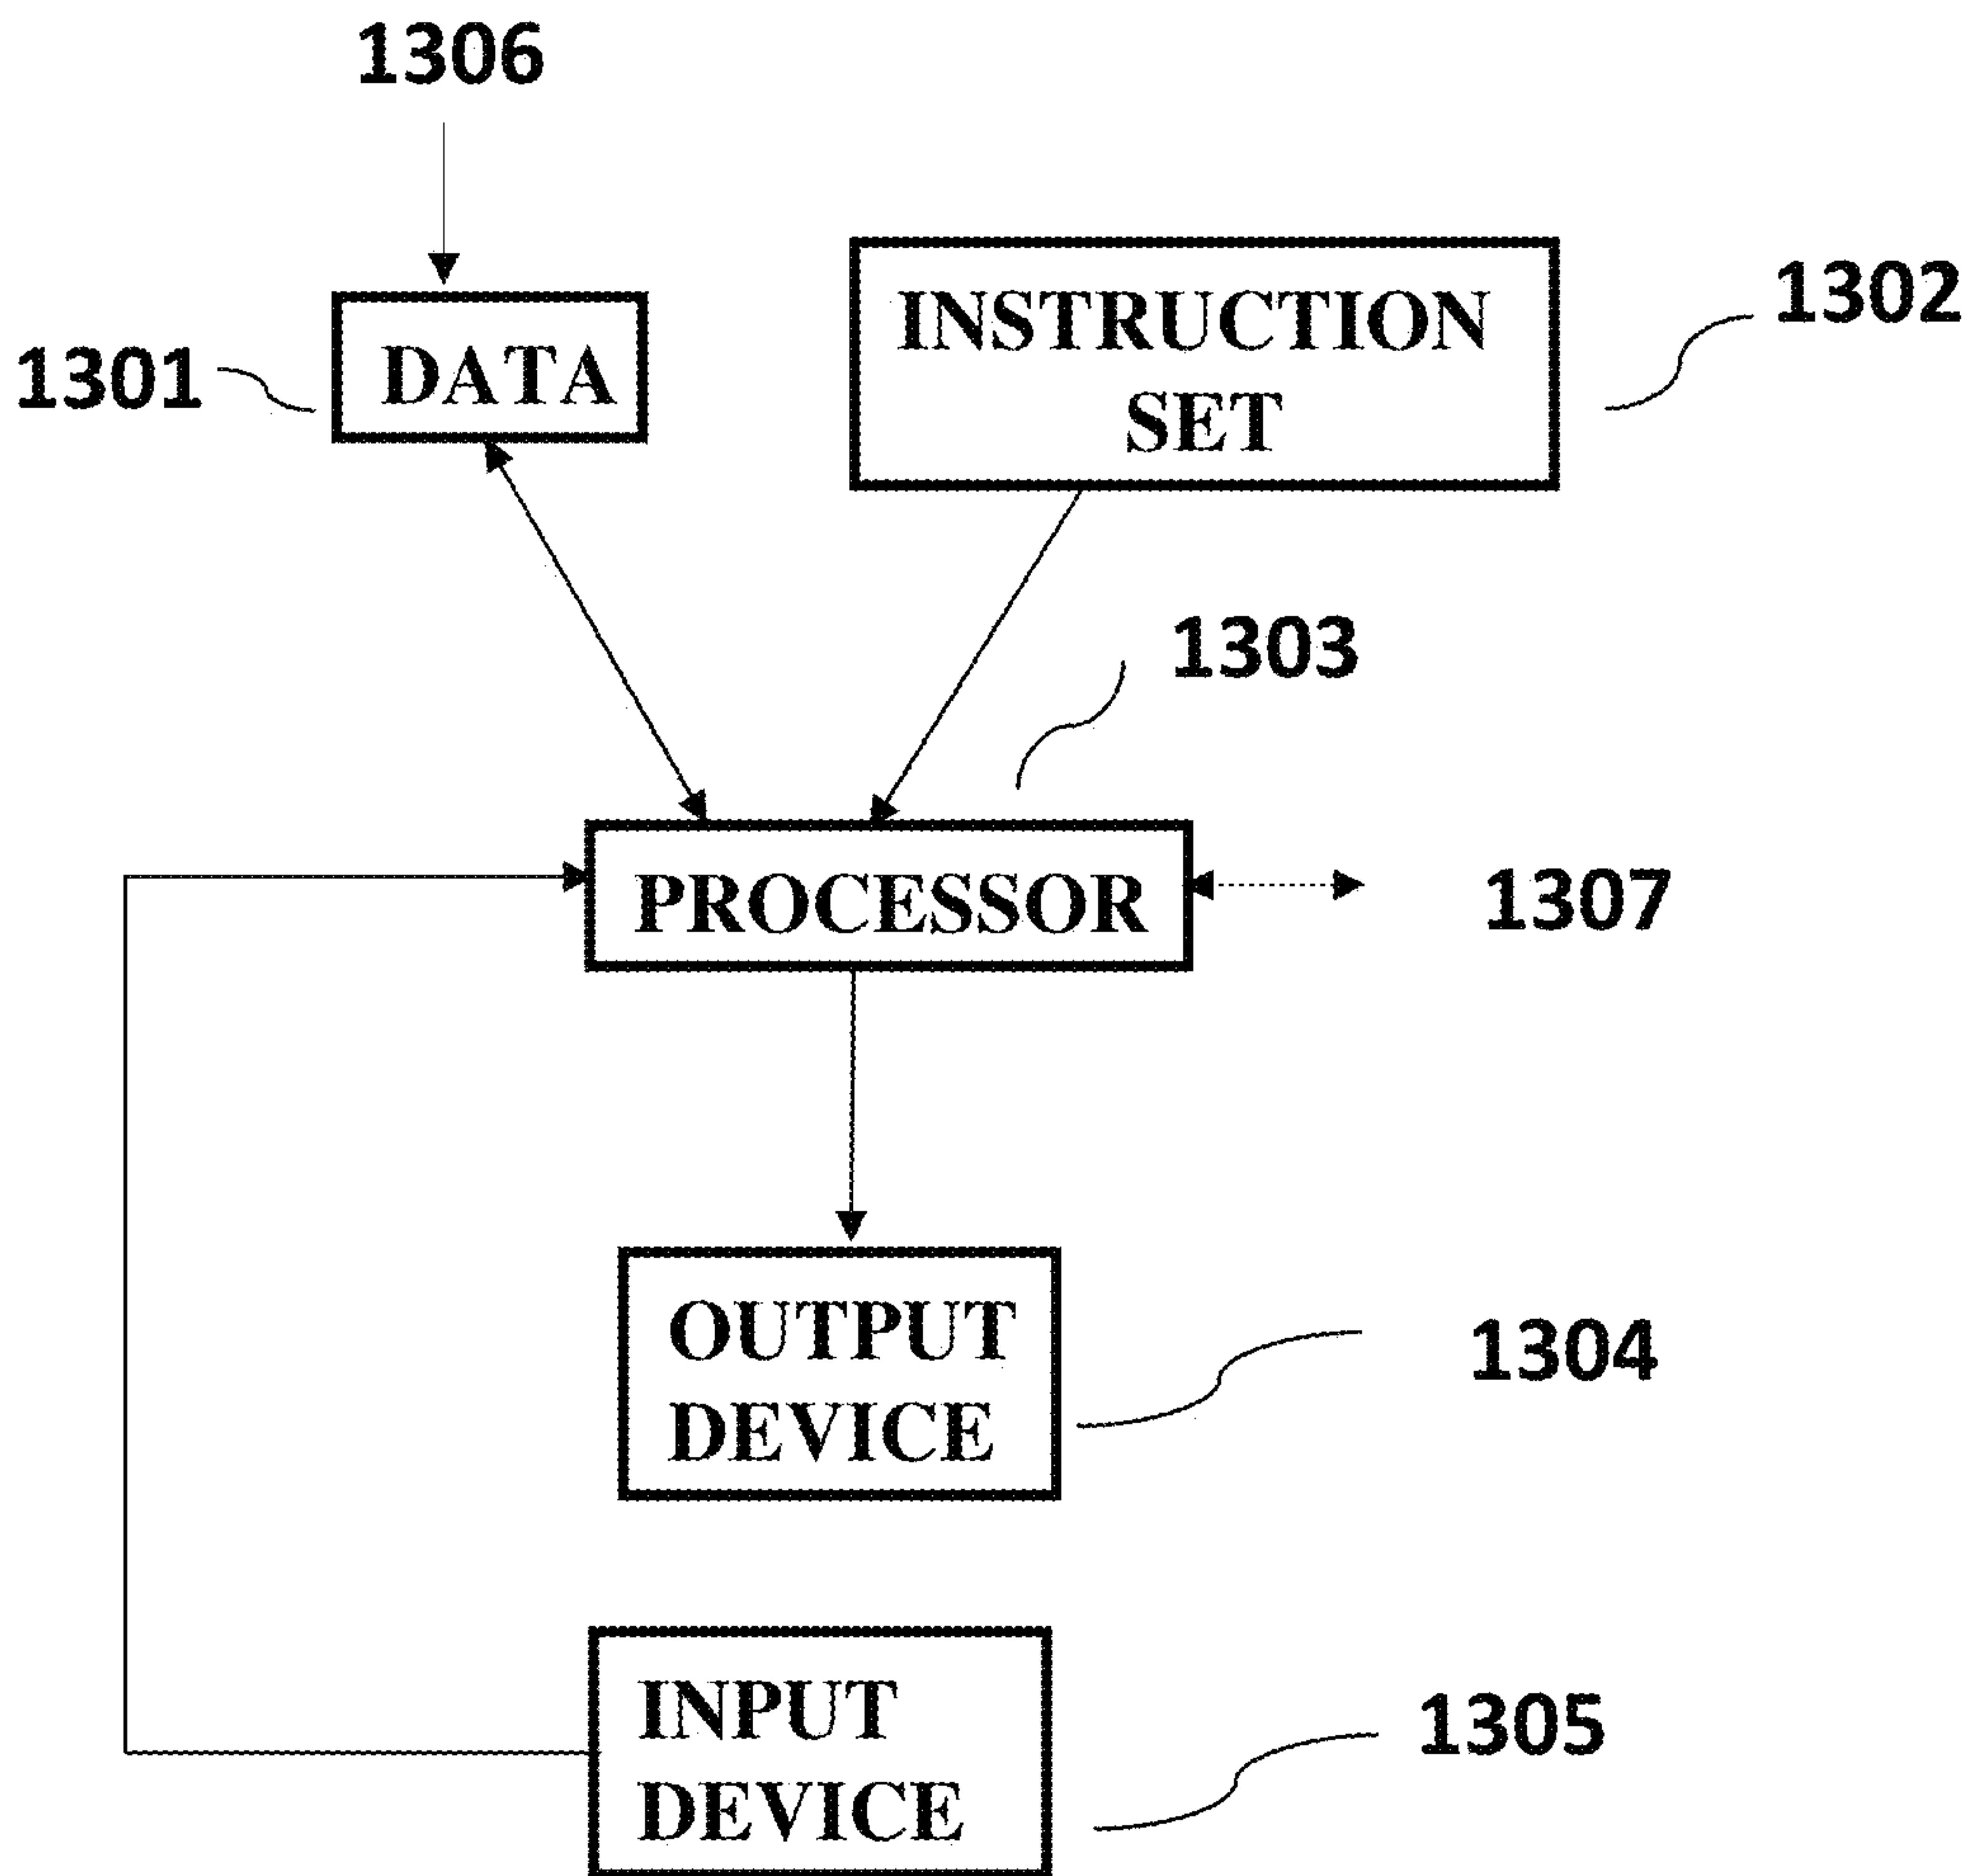 1306
1301
DATA
INSTRUCTION
SET
1302
1303
PROCESSOR
1307
OUTPUT
DEVICE
1304
INPUT
DEVICE
1305